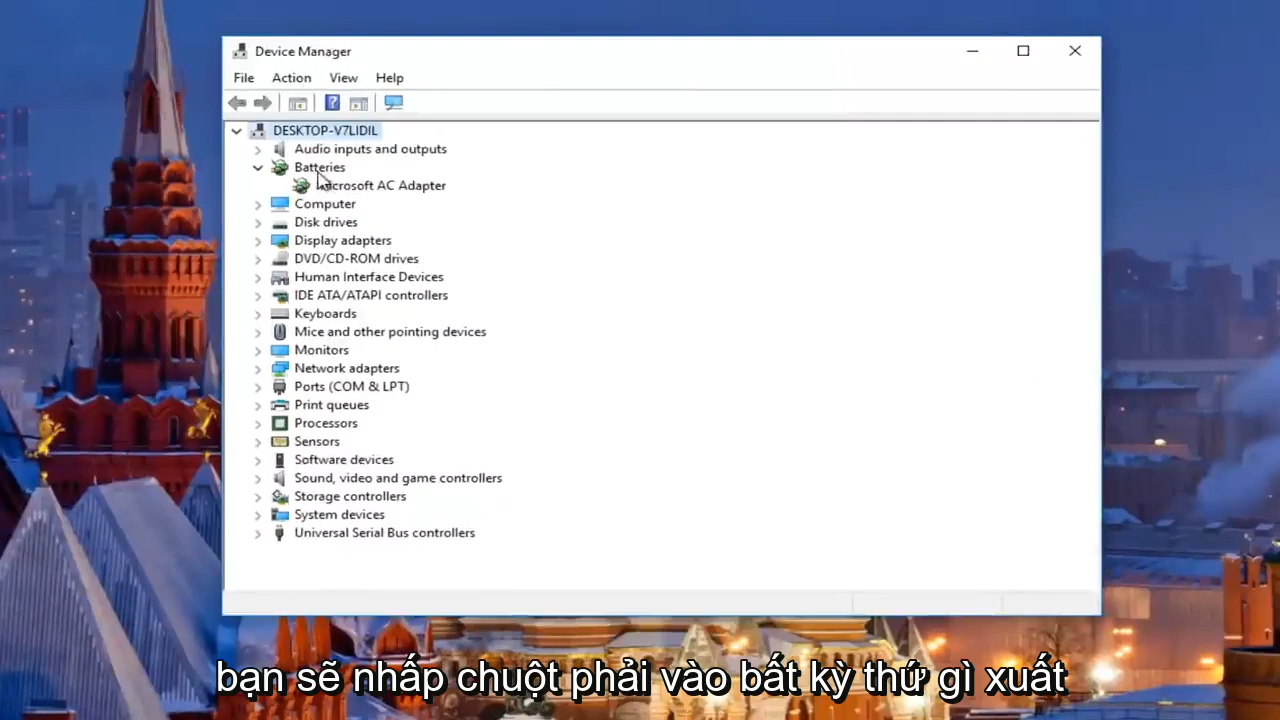 Device Manager
File Action View Help
DESKTOP-V7LIDIL
Audio inputs and outputs
Batteries
crosoft AC Adapter
Computer
Disk drives
Display adapters
DVD/CD-ROM drives
Human Interface Devices
IDE ATA/ATAPI controllers
Keyboards
Mice and other pointing devices
Monitors
Network adapters
Ports (COM & LPT)
Print queues
Processors
Sensors
Software devices
Sound, video and game controllers
Storage controllers
System devices
Universal Serial Bus controllers
bạn sẽ nhấp chuột phải vào bất kỳ thứ gì xuất